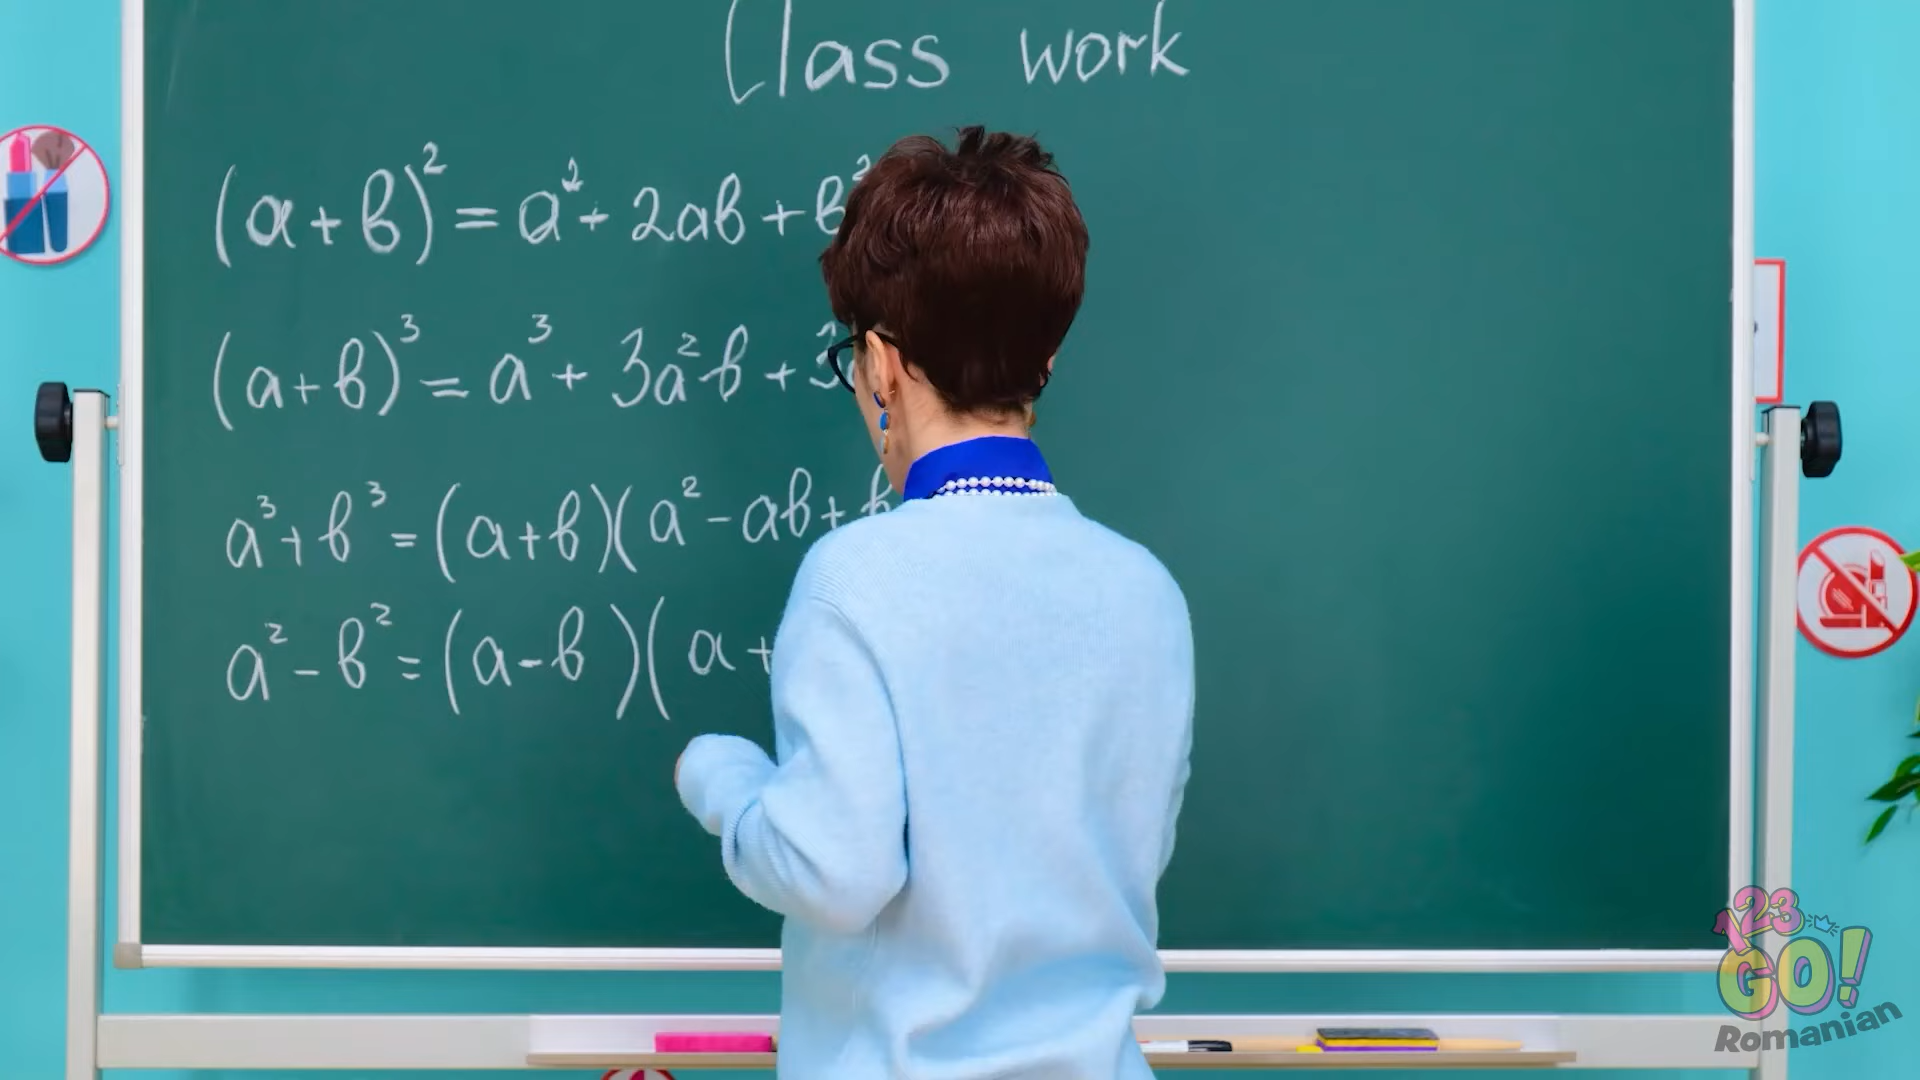 Class work
(a+b)² = a² + 2ab + b²
(a+b)³ = a³ + 3a²b + 3
a³+b³ = (a+b)(a² - ab + b
a² - b² = (a - b)(a +
123 GO!
Romanian